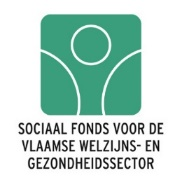 SOCIAAL FONDS VOOR DE
VLAAMSE WELZIJNS- EN
GEZONDHEIDSSECTOR